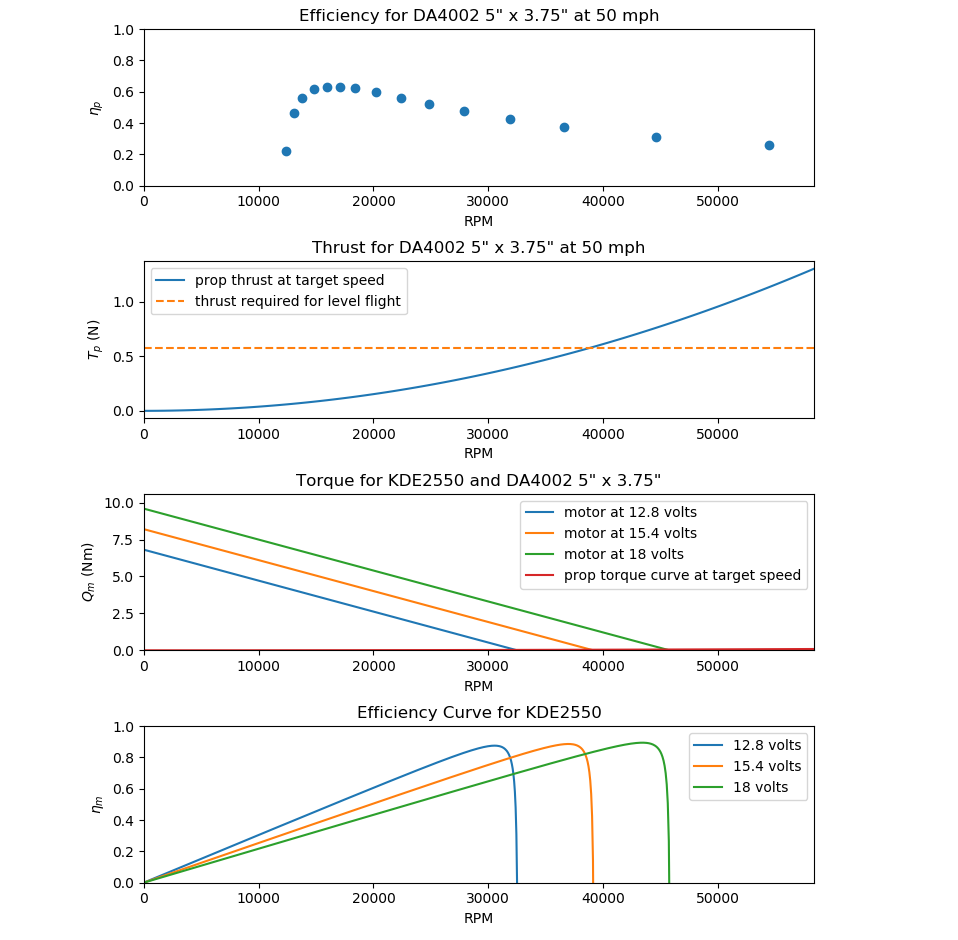 Efficiency for DA4002 5" x 3.75" at 50 mph
1.0
0.8
0.6
0.4
0.2
0.0
ηp
0 10000 20000 30000 40000 50000
RPM
Thrust for DA4002 5" x 3.75" at 50 mph
prop thrust at target speed
thrust required for level flight
1.0
0.5
0.0
Tp (N)
0 10000 20000 30000 40000 50000
RPM
Torque for KDE2550 and DA4002 5" x 3.75"
10.0
7.5
5.0
2.5
0.0
Qm (Nm)
motor at 12.8 volts
motor at 15.4 volts
motor at 18 volts
prop torque curve at target speed
0 10000 20000 30000 40000 50000
RPM
Efficiency Curve for KDE2550
1.0
0.8
0.6
0.4
0.2
0.0
ηm
12.8 volts
15.4 volts
18 volts
0 10000 20000 30000 40000 50000
RPM